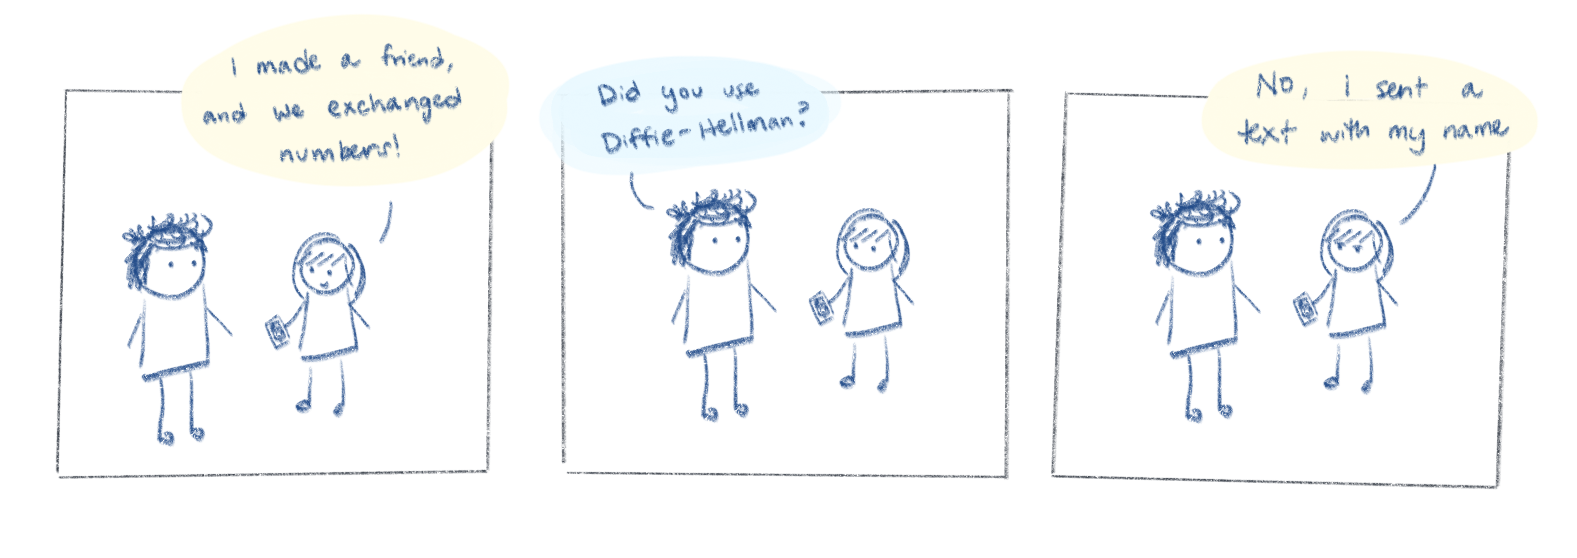 I made a friend,
and we exchanged
numbers!
Did you use
Diffie-Hellman?
No, I sent a
text with my name